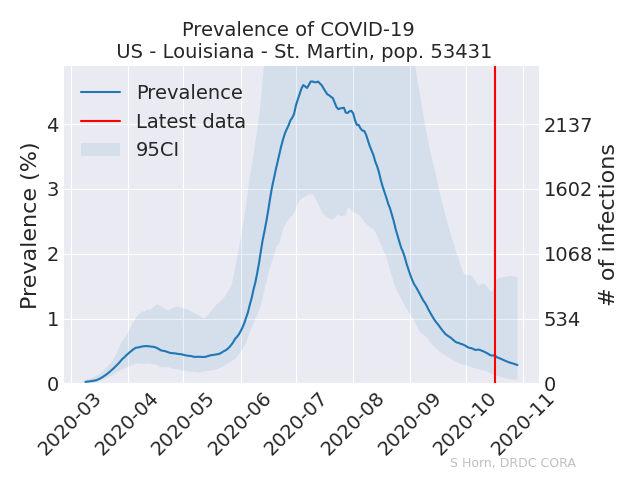 Prevalence of COVID-19
US - Louisiana - St. Martin, pop. 53431
Prevalence
Latest data
95CI
Prevalence (%)
4
3
2
1
0
2137
1602
1068
534
0
# of infections
2020-03
2020-04
2020-05
2020-06
2020-07
2020-08
2020-09
2020-10
2020-11
S Horn, DRDC CORA